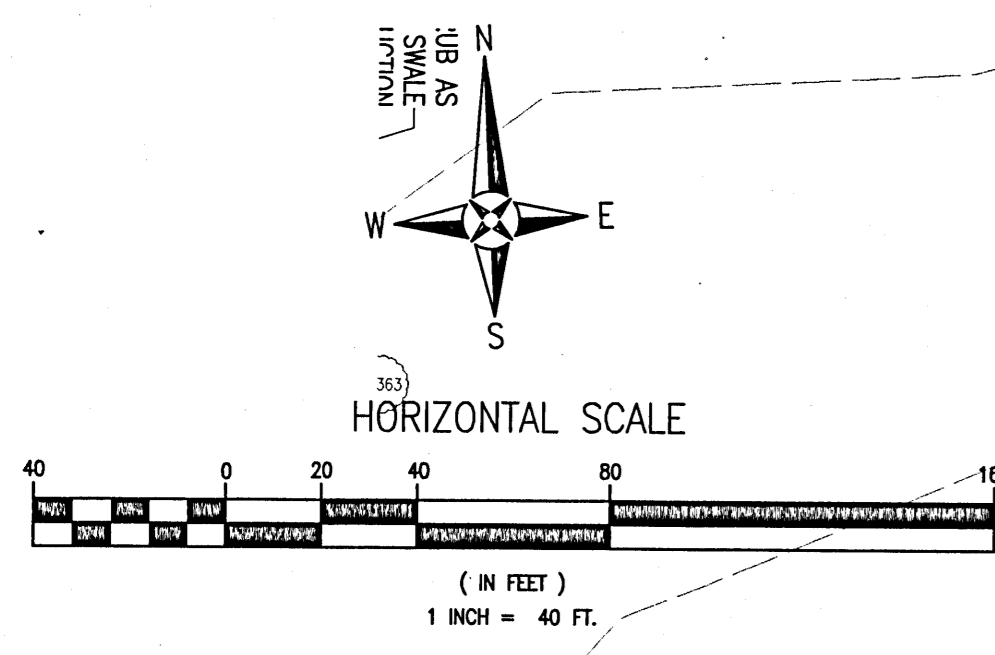 N
UB AS
SWALE
W
E
S
363
HORIZONTAL SCALE
40 0 20 40 80
( IN FEET )
1 INCH = 40 FT.